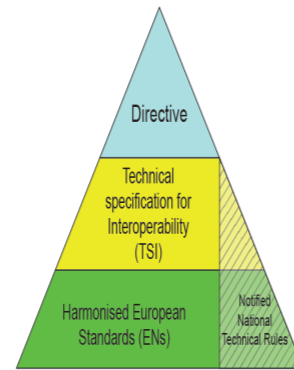 Directive
Technical
specification for
Interoperability
(TSI)
Harmonised European
Standards (ENs)
Notified
National
Technical Rules